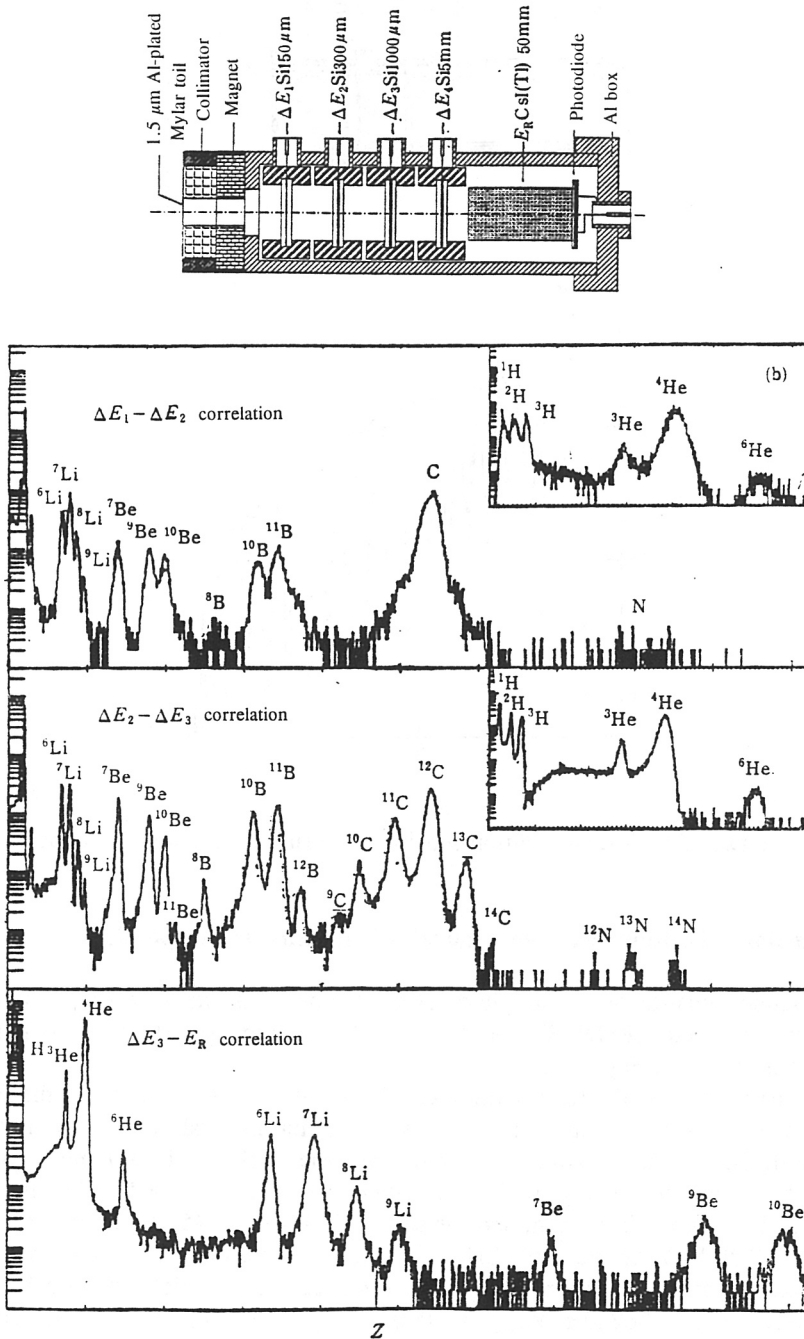 1.5 μm Al-plated
Mylar toil
Collimator
Magnet
ΔE₁Si150μm
ΔE₂Si300μm
ΔE₃Si1000μm
ΔE₄Si5mm
E_R CsI(Tl) 50mm
Photodiode
Al box
(b)
ΔE₁−ΔE₂ correlation
¹H
²H
³H
³He
⁴He
⁶He
⁶Li
⁷Li
⁸Li
⁹Li
⁷Be
⁹Be
¹⁰Be
⁸B
¹⁰B
¹¹B
C
N
ΔE₂−ΔE₃ correlation
¹H
²H
³H
³He
⁴He
⁶He
⁶Li
⁷Li
⁸Li
⁹Li
⁷Be
⁹Be
¹⁰Be
¹¹Be
⁸B
¹⁰B
¹¹B
¹²B
⁹C
¹⁰C
¹¹C
¹²C
¹³C
¹⁴C
¹²N
¹³N
¹⁴N
ΔE₃−E_R correlation
H ³He
⁴He
⁶He
⁶Li
⁷Li
⁸Li
⁹Li
⁷Be
⁹Be
¹⁰Be
Z